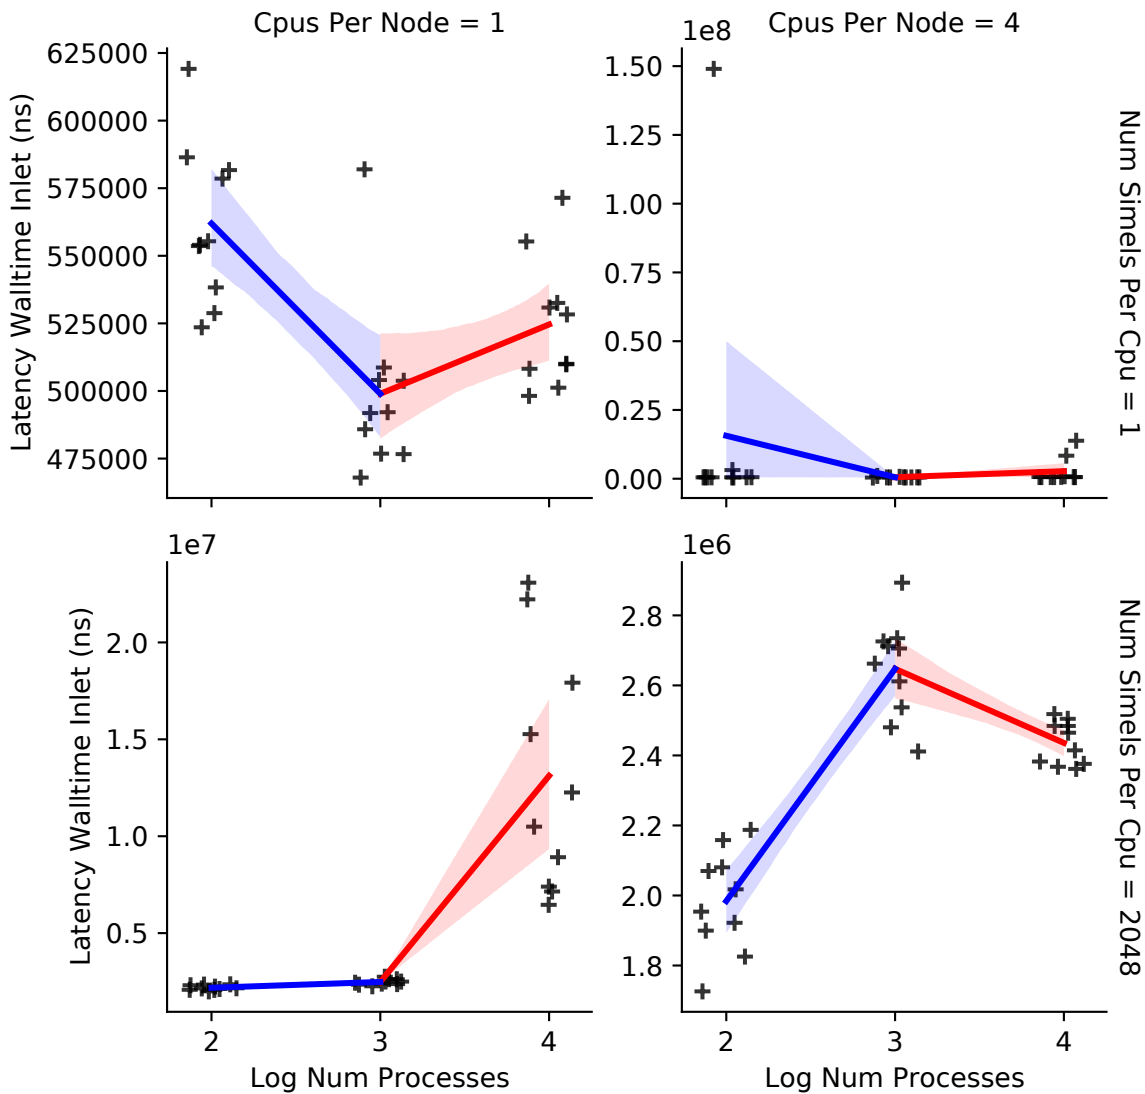 Cpus Per Node = 1
Cpus Per Node = 4
1e8
625000
600000
575000
550000
525000
500000
475000
Latency Walltime Inlet (ns)
1.50
1.25
1.00
0.75
0.50
0.25
0.00
Num Simels Per Cpu = 1
1e7
2.0
1.5
1.0
0.5
Latency Walltime Inlet (ns)
2
3
4
Log Num Processes
1e6
2.8
2.6
2.4
2.2
2.0
1.8
2
3
4
Log Num Processes
Num Simels Per Cpu = 2048